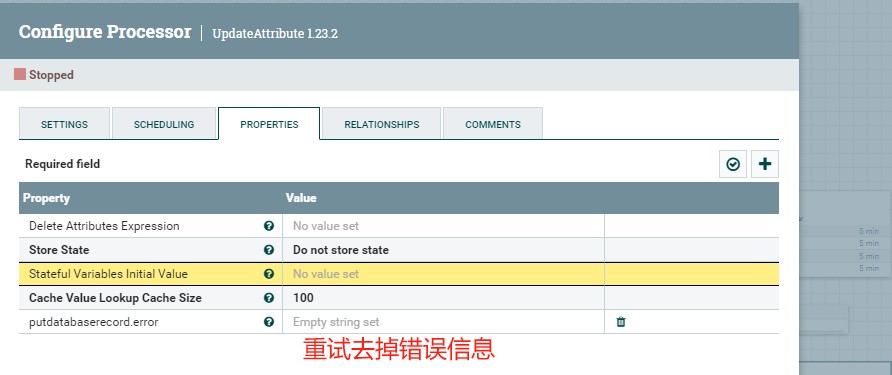 Configure Processor | UpdateAttribute 1.23.2
Stopped
SETTINGS SCHEDULING PROPERTIES RELATIONSHIPS COMMENTS
Required field
Property Value
Delete Attributes Expression No value set
Store State Do not store state
Stateful Variables Initial Value No value set
Cache Value Lookup Cache Size 100
putdatabaserecord.error Empty string set
重试去掉错误信息
5 min
5 min
5 min
5 min